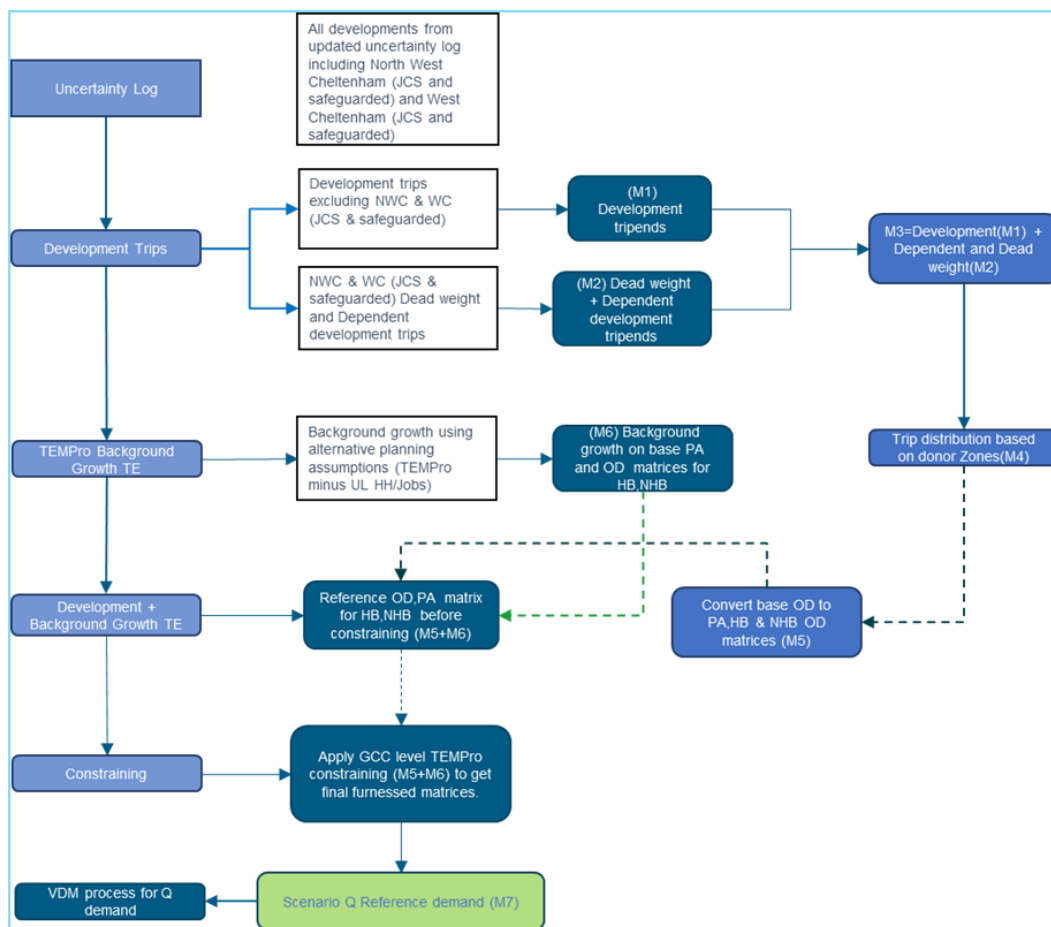 All developments from
updated uncertainty log
including North West
Cheltenham (JCS and
safeguarded) and West
Cheltenham (JCS and
safeguarded)
Uncertainty Log
Development trips
excluding NWC & WC
(JCS & safeguarded)
(M1)
Development
tripends
M3=Development(M1) +
Dependent and Dead
weight(M2)
Development Trips
NWC & WC (JCS &
safeguarded) Dead weight
and Dependent
development trips
(M2) Dead weight
+ Dependent
development
tripends
TEMPro Background
Growth TE
Background growth using
alternative planning
assumptions (TEMPro
minus UL HH/Jobs)
(M6) Background
growth on base PA
and OD matrices for
HB,NHB
Trip distribution based
on donor Zones(M4)
Development +
Background Growth TE
Reference OD,PA matrix
for HB,NHB before
constraining (M5+M6)
Convert base OD to
PA,HB & NHB OD
matrices (M5)
Constraining
Apply GCC level TEMPro
constraining (M5+M6) to get
final furnessed matrices.
VDM process for Q
demand
Scenario Q Reference demand (M7)